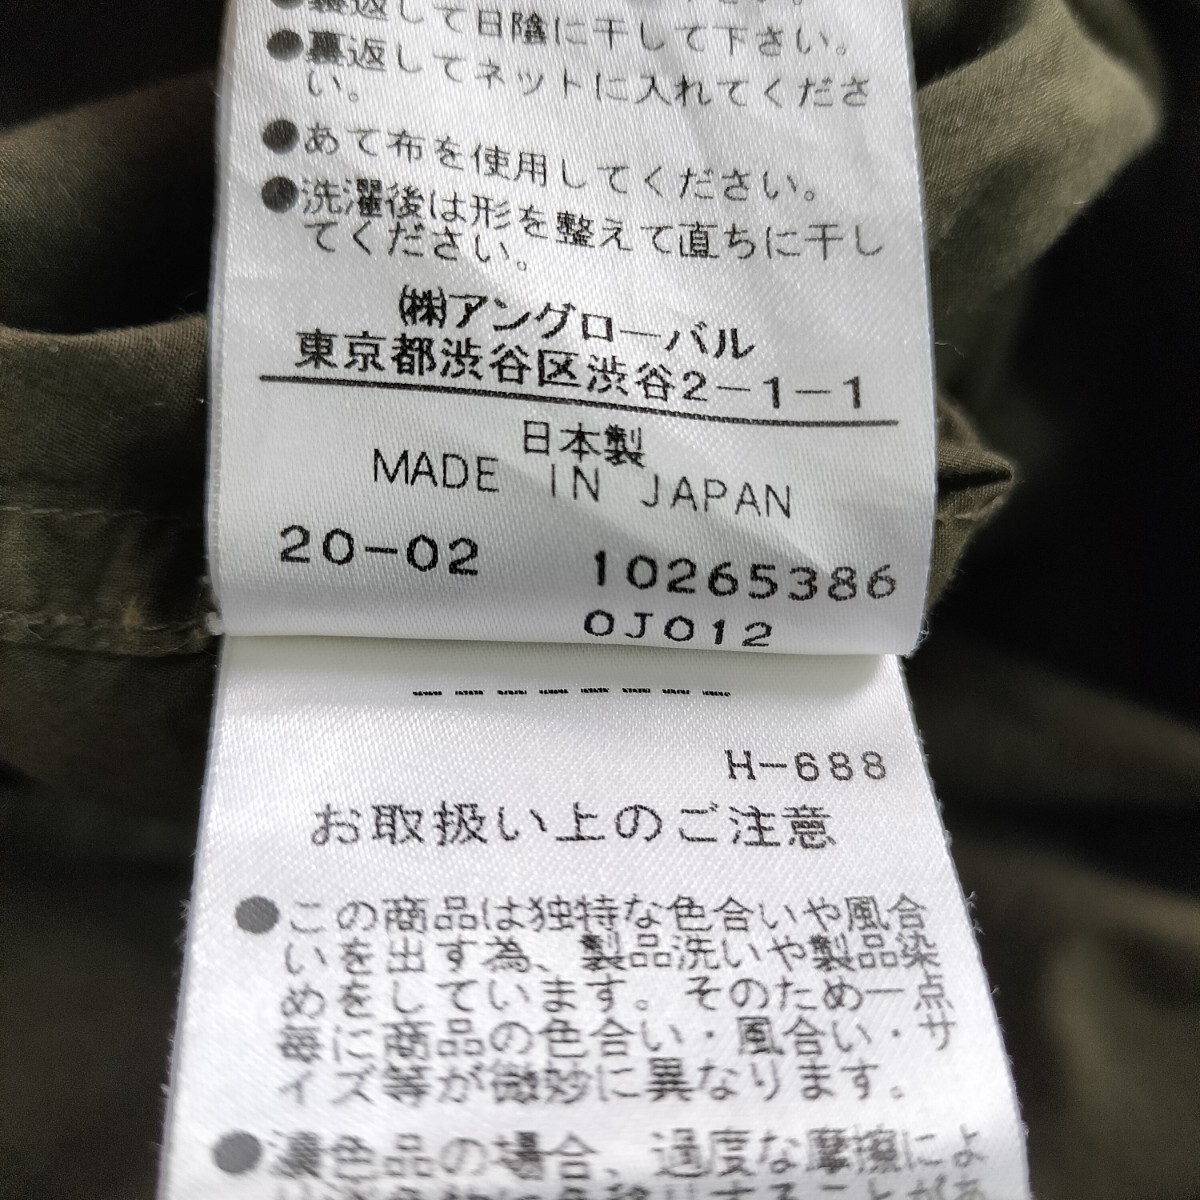 ●裏返して日陰に干して下さい。
●裏返してネットに入れてくださ
い。
●あて布を使用してください。
●洗濯後は形を整えて直ちに干し
てください。
㈱アングローバル
東京都渋谷区渋谷2-1-1
日本製
MADE IN JAPAN
20-02 10265386
0J012
H-688
お取扱い上のご注意
●この商品は独特な色合いや風合
いを出す為、製品洗いや製品染
めをしています。そのため一点
毎に商品の色合い・風合い・サ
イズ等が微妙に異なります。
●濃色品の場合、過度な摩擦によ